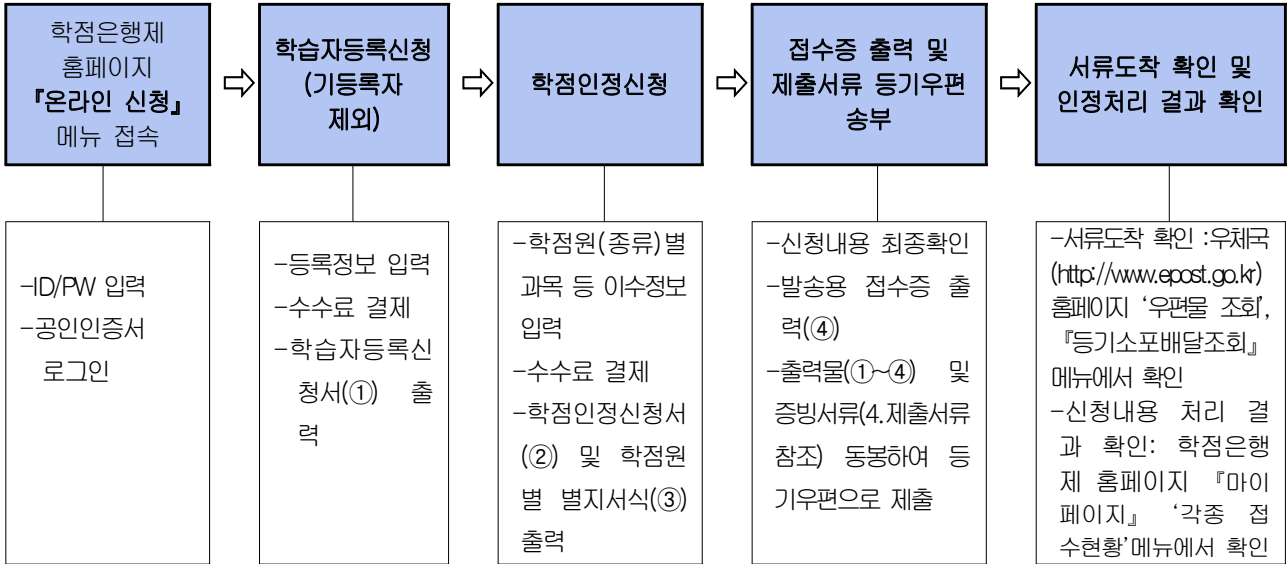 학점은행제
홈페이지
『온라인 신청』
메뉴 접속
학습자등록신청
(기등록자
제외)
학점인정신청
접수증 출력 및
제출서류 등기우편
송부
서류도착 확인 및
인정처리 결과 확인
-ID/PW 입력
-공인인증서
로그인
-등록정보 입력
-수수료 결제
-학습자등록신
청서(①) 출
력
-학점원(종류)별
과목 등 이수정보
입력
-수수료 결제
-학점인정신청서
(②) 및 학점원
별 별지서식(③)
출력
-신청내용 최종확인
-발송용 접수증 출
력(④)
-출력물(①~④) 및
증빙서류(4.제출서류
참조) 동봉하여 등
기우편으로 제출
-서류도착 확인 :우체국
(http://www.epost.go.kr)
홈페이지 ‘우편물 조회’,
『등기소포배달조회』
메뉴에서 확인
-신청내용 처리 결
과 확인: 학점은행
제 홈페이지 『마이
페이지』 ‘각종 접
수현황’메뉴에서 확인